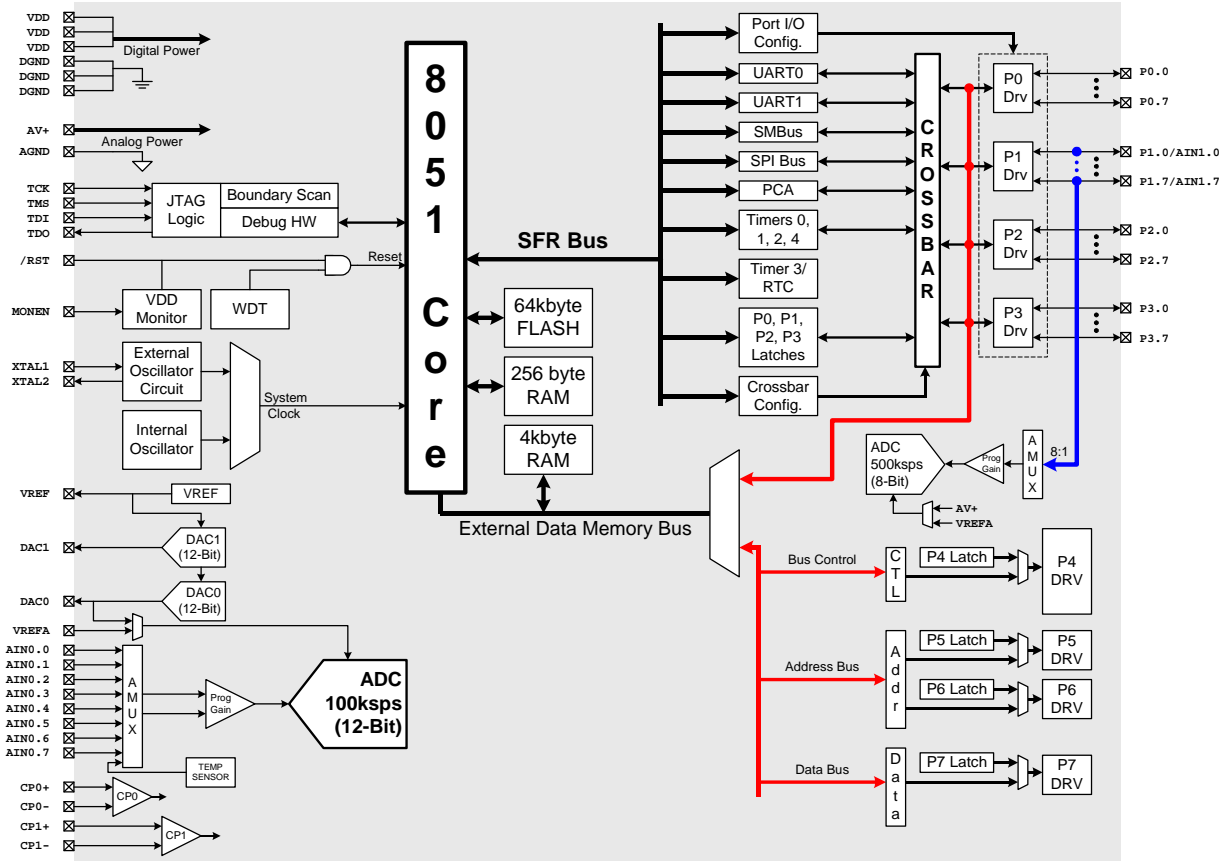 VDD
VDD
VDD
Digital Power
DGND
DGND
DGND
AV+
Analog Power
AGND
TCK
TMS
TDI
TDO
JTAG
Logic
Boundary Scan
Debug HW
/RST
Reset
MONEN
VDD
Monitor
WDT
XTAL1
XTAL2
External
Oscillator
Circuit
Internal
Oscillator
System
Clock
VREF
VREF
DAC1
DAC1
(12-Bit)
DAC0
DAC0
(12-Bit)
VREFA
AIN0.0
AIN0.1
AIN0.2
AIN0.3
AIN0.4
AIN0.5
AIN0.6
AIN0.7
AMUX
Prog
Gain
ADC
100ksps
(12-Bit)
TEMP
SENSOR
CP0+
CP0-
CP0
CP1+
CP1-
CP1
8051 Core
SFR Bus
64kbyte
FLASH
256 byte
RAM
4kbyte
RAM
External Data Memory Bus
Port I/O
Config.
UART0
UART1
SMBus
SPI Bus
PCA
Timers 0,
1, 2, 4
Timer 3/
RTC
P0, P1,
P2, P3
Latches
Crossbar
Config.
CROSSBAR
P0
Drv
P1
Drv
P2
Drv
P3
Drv
P0.0
P0.7
P1.0/AIN1.0
P1.7/AIN1.7
P2.0
P2.7
P3.0
P3.7
ADC
500ksps
(8-Bit)
Prog
Gain
AMUX
8:1
AV+
VREFA
Bus Control
CTL
P4 Latch
P4
DRV
Address Bus
Addr
P5 Latch
P5
DRV
P6 Latch
P6
DRV
Data Bus
Data
P7 Latch
P7
DRV